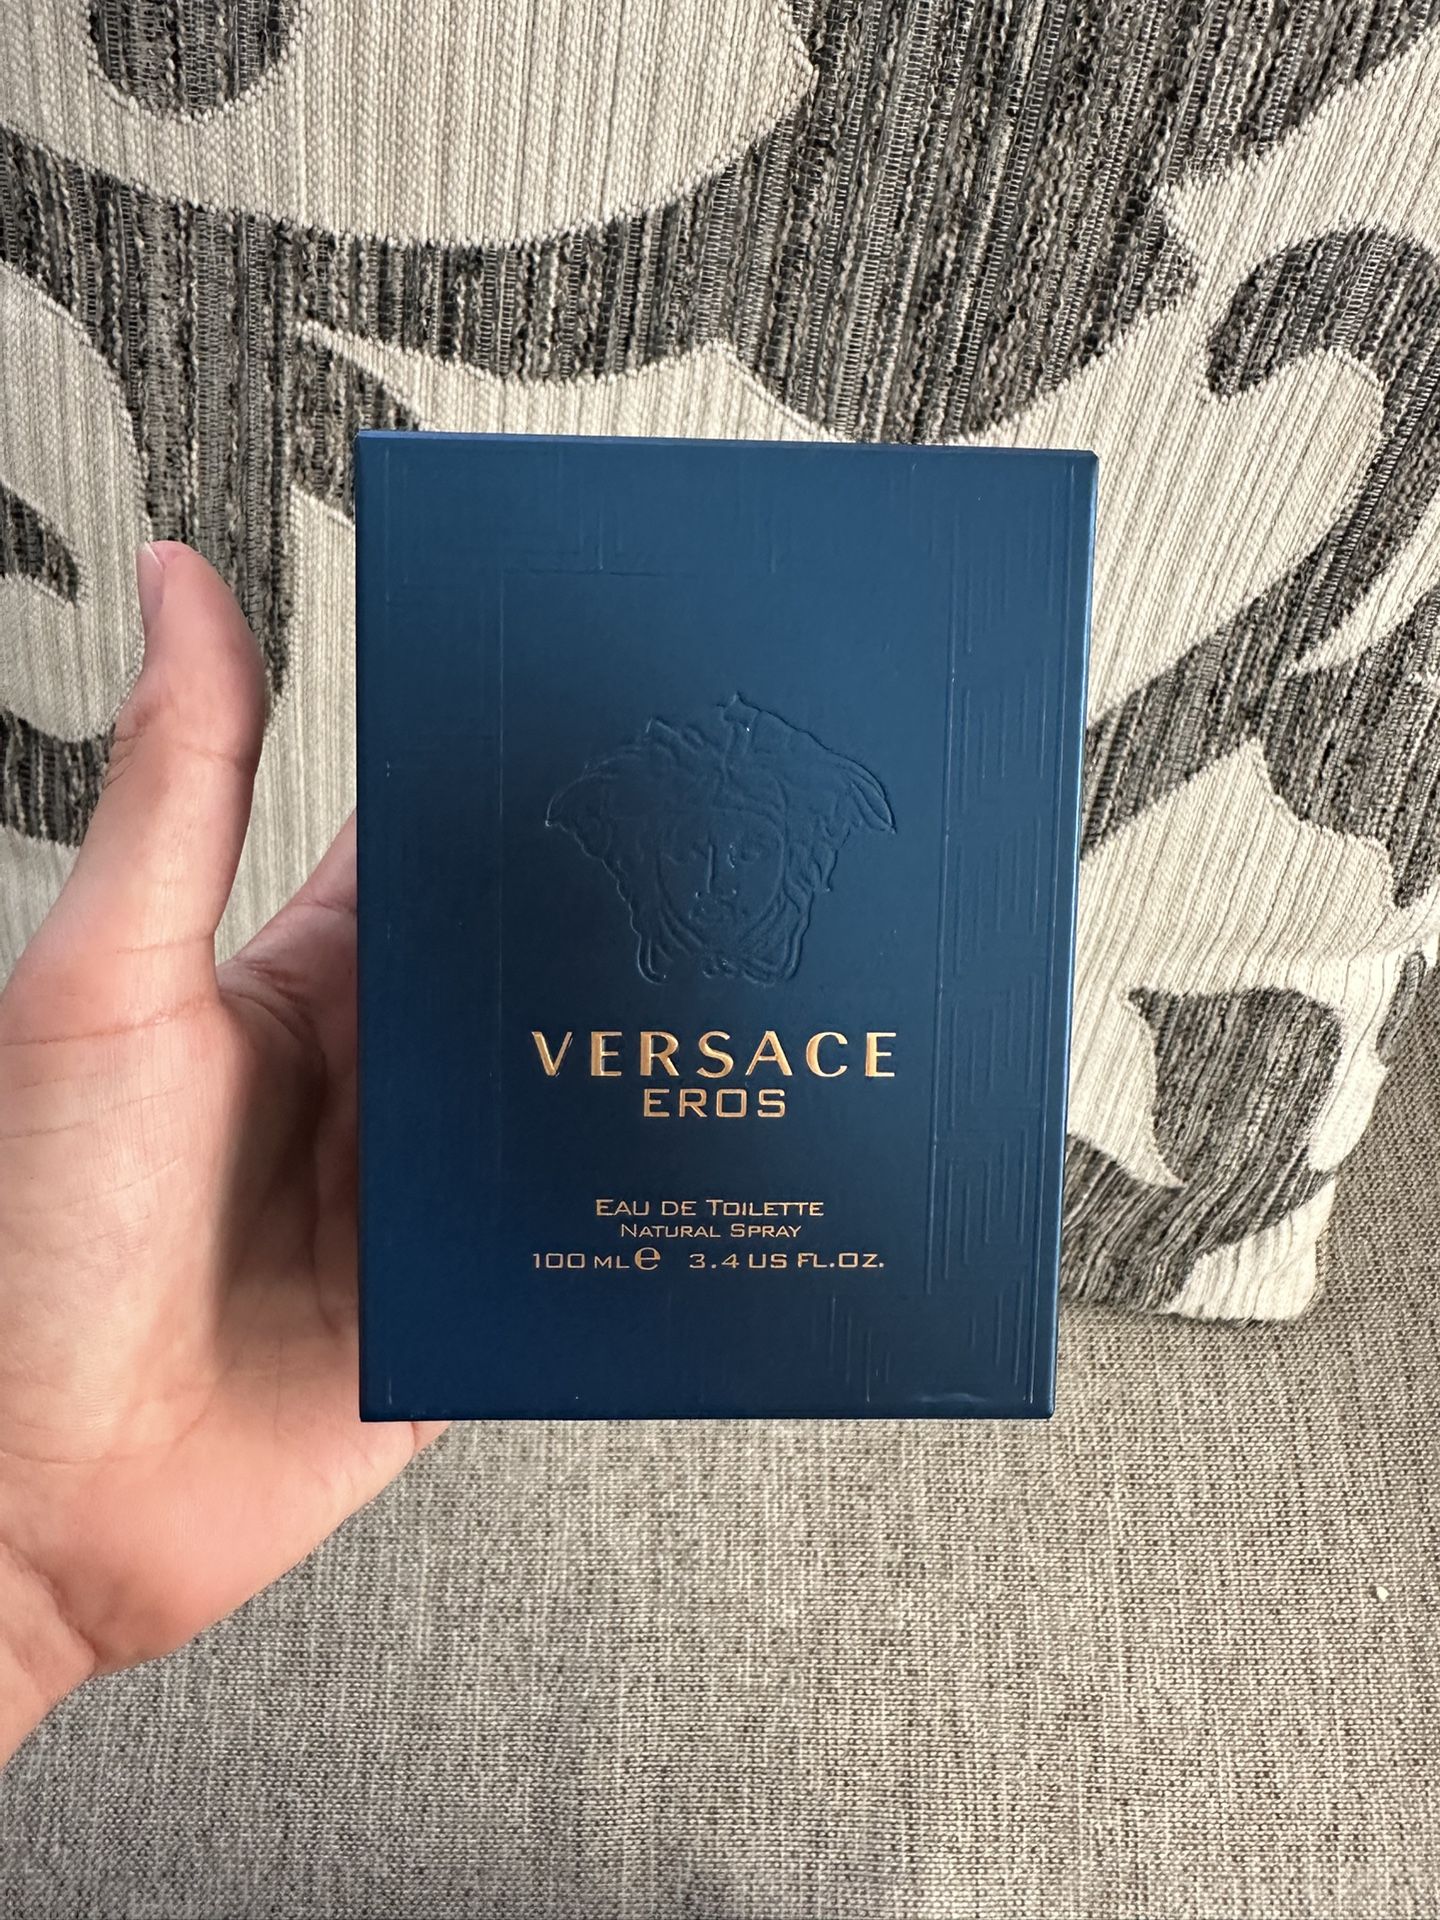 VERSACE
EROS
EAU DE TOILETTE
NATURAL SPRAY
100 ML ℮ 3.4 US FL.OZ.